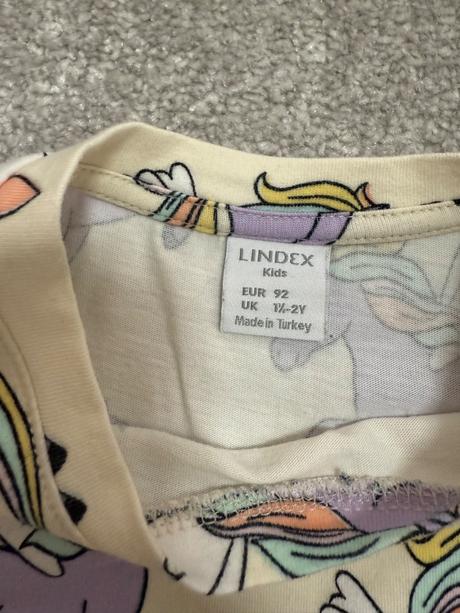 LINDEX
Kids
EUR 92
UK 1½-2Y
Made in Turkey